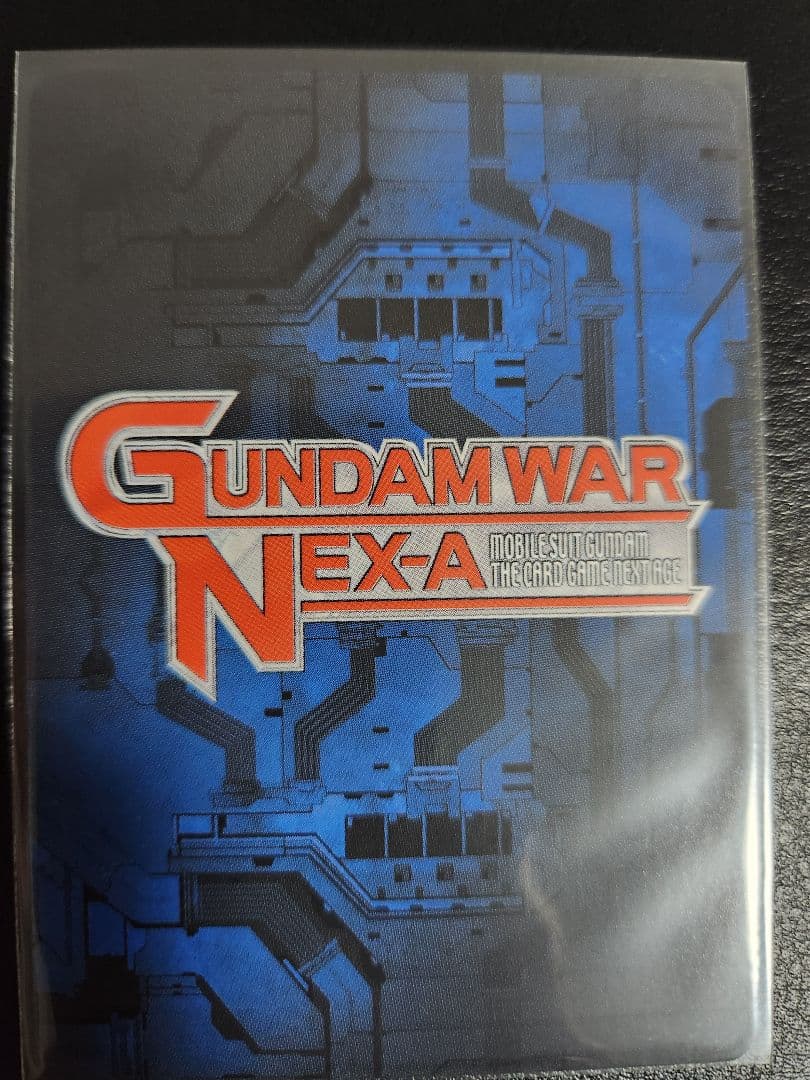 GUNDAM WAR
NEX-A
MOBILE SUIT GUNDAM
THE CARD GAME NEXT AGE